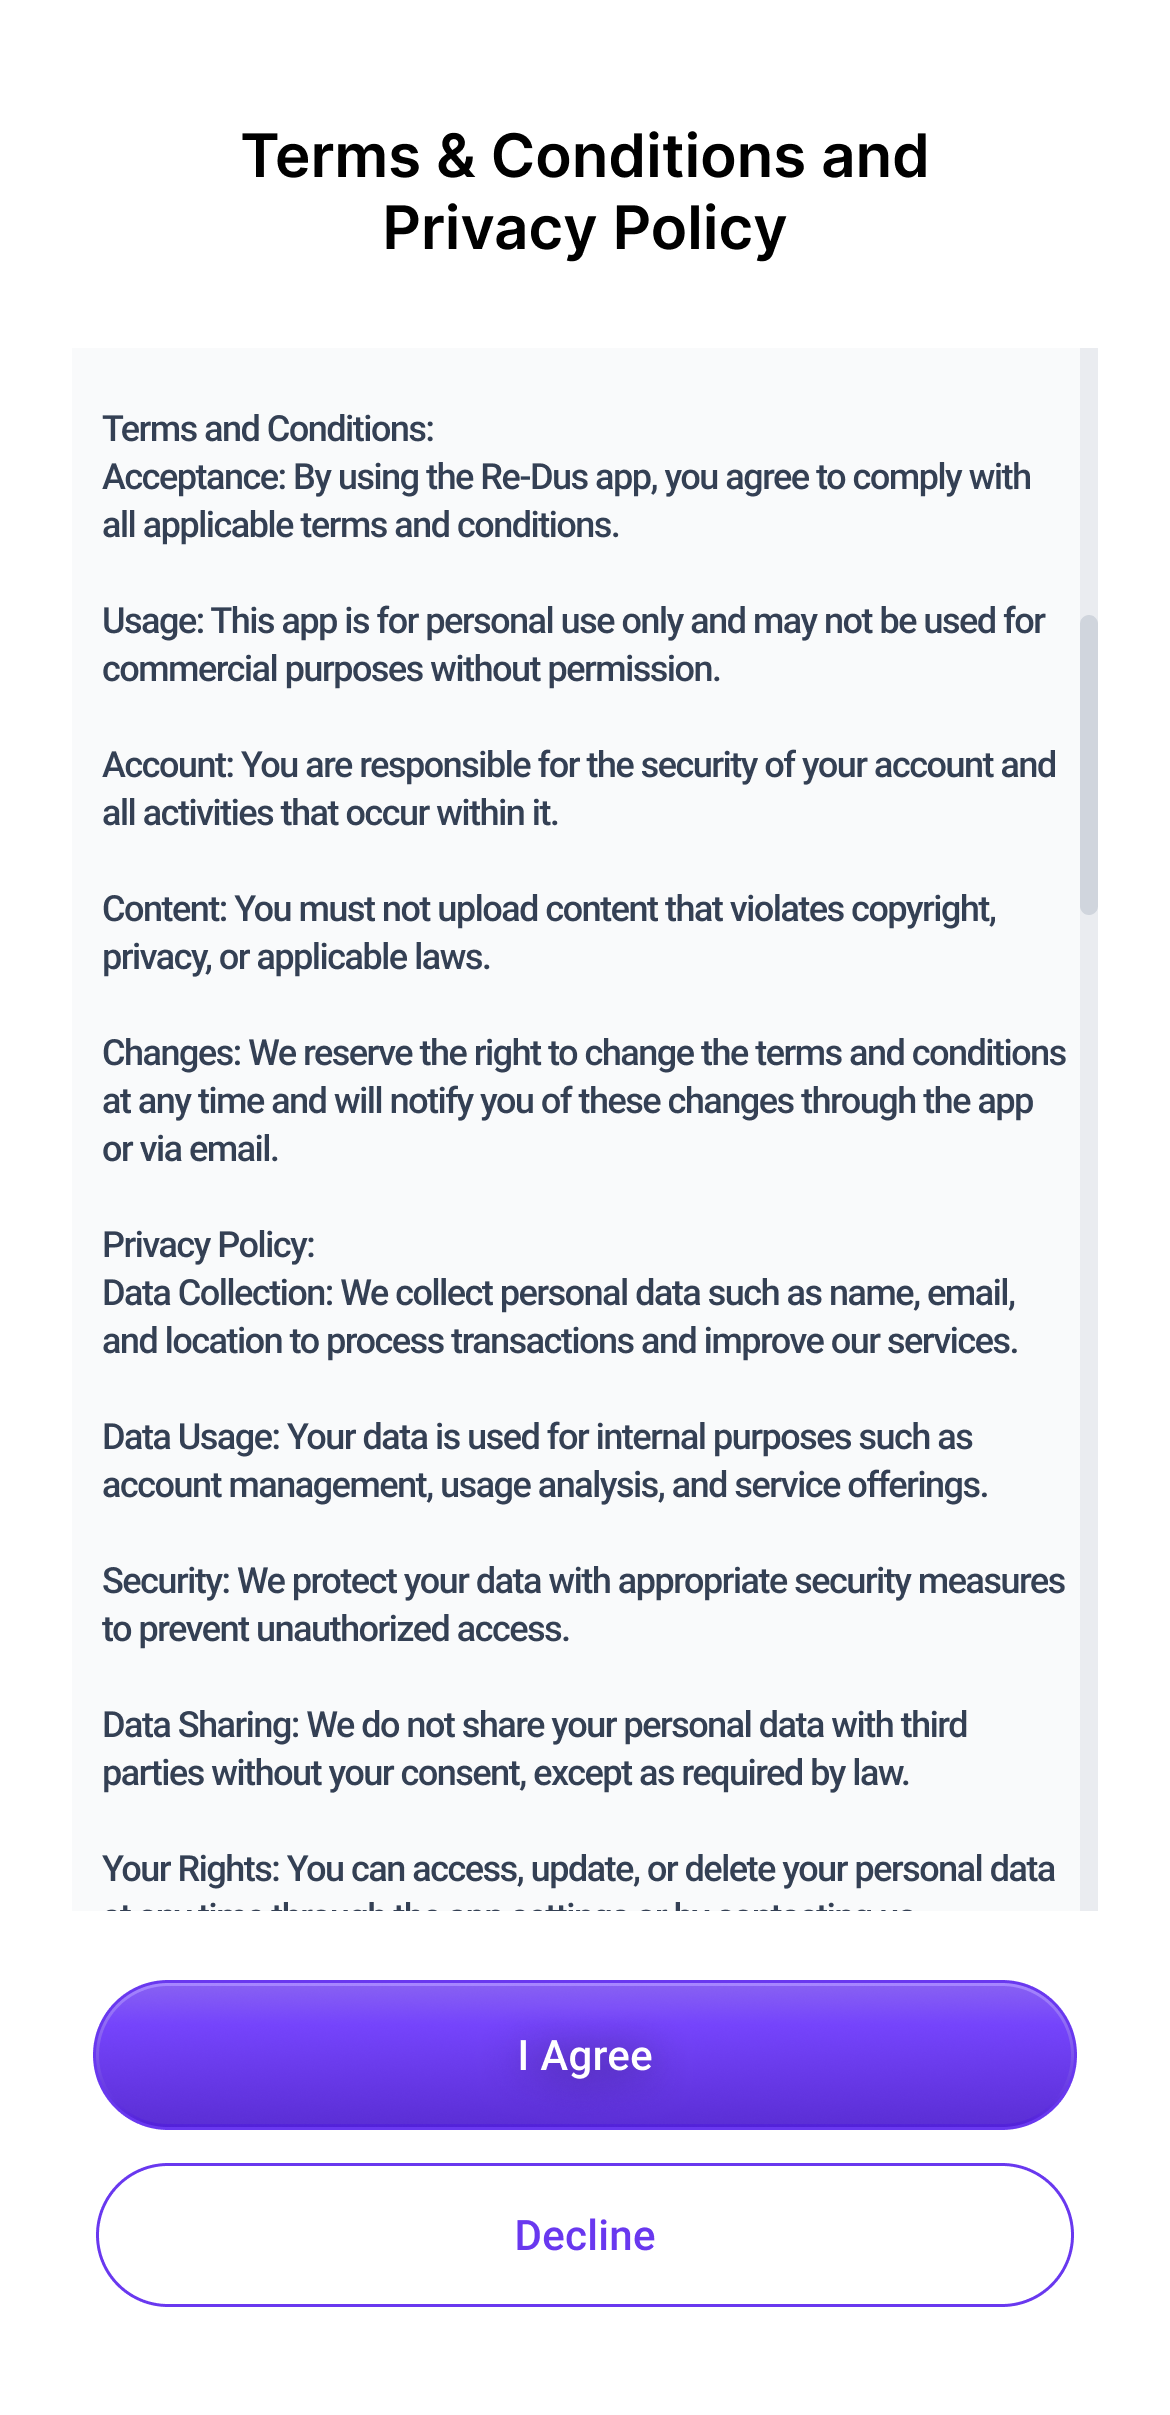 Terms & Conditions and
Privacy Policy
Terms and Conditions:
Acceptance: By using the Re-Dus app, you agree to comply with
all applicable terms and conditions.
Usage: This app is for personal use only and may not be used for
commercial purposes without permission.
Account: You are responsible for the security of your account and
all activities that occur within it.
Content: You must not upload content that violates copyright,
privacy, or applicable laws.
Changes: We reserve the right to change the terms and conditions
at any time and will notify you of these changes through the app
or via email.
Privacy Policy:
Data Collection: We collect personal data such as name, email,
and location to process transactions and improve our services.
Data Usage: Your data is used for internal purposes such as
account management, usage analysis, and service offerings.
Security: We protect your data with appropriate security measures
to prevent unauthorized access.
Data Sharing: We do not share your personal data with third
parties without your consent, except as required by law.
Your Rights: You can access, update, or delete your personal data
I Agree
Decline